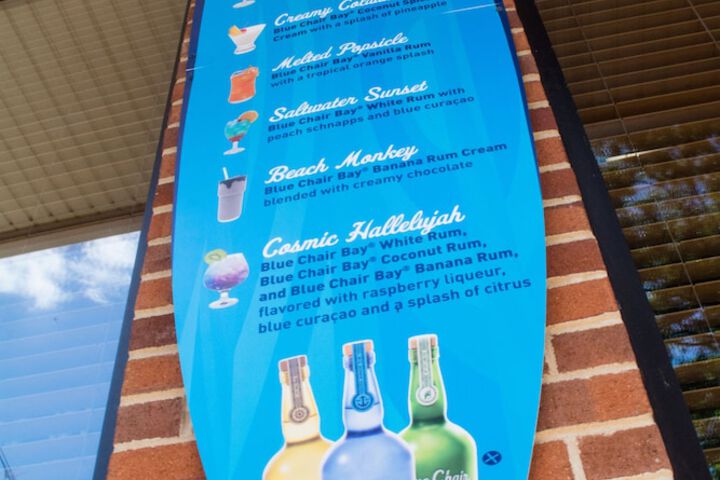 Creamy
Blue Chair Bay® Coconut
Cream with a splash of pineapple
Melted Popsicle
Blue Chair Bay® Vanilla Rum
with a tropical orange splash
Saltwater Sunset
Blue Chair Bay® White Rum with
peach schnapps and blue curaçao
Beach Monkey
Blue Chair Bay® Banana Rum Cream
blended with creamy chocolate
Cosmic Hallelujah
Blue Chair Bay® White Rum,
Blue Chair Bay® Coconut Rum,
and Blue Chair Bay® Banana Rum,
flavored with raspberry liqueur,
blue curaçao and a splash of citrus
Chair